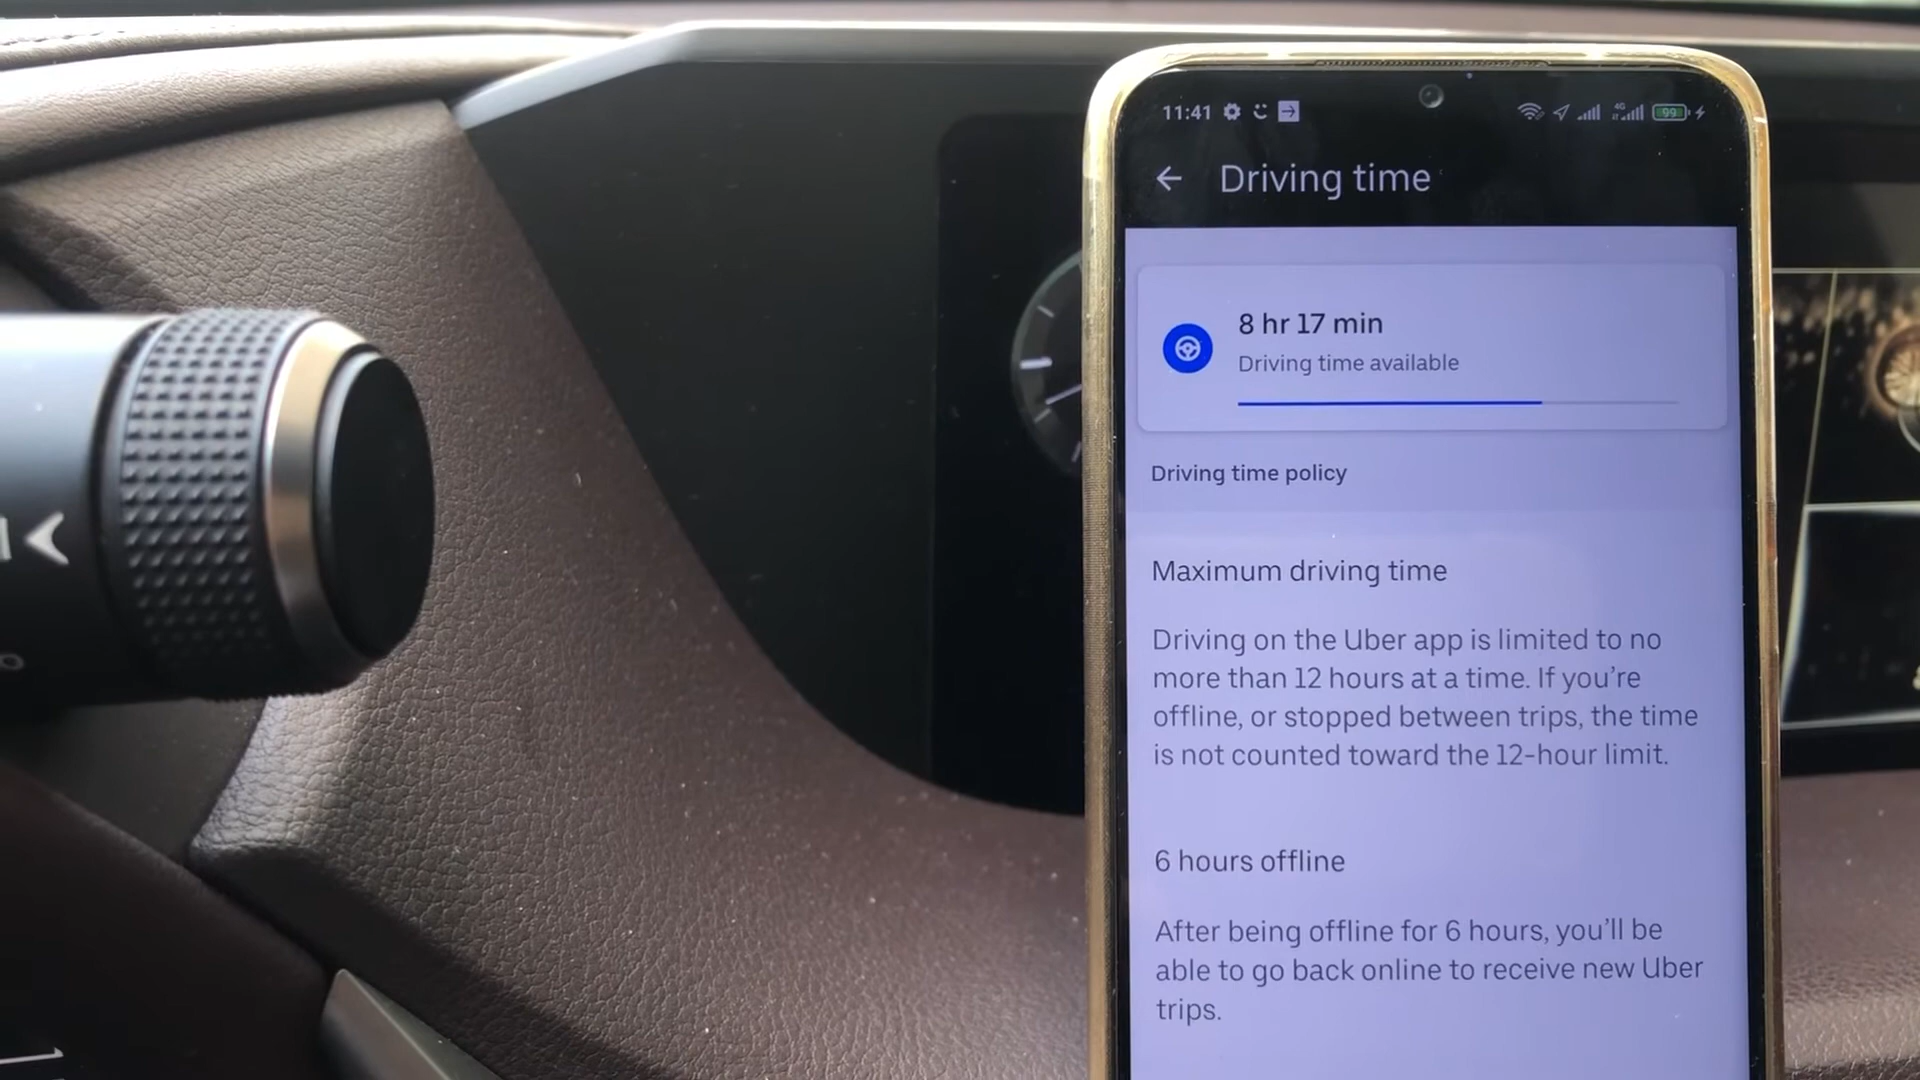 11:41
4G
99
Driving time
8 hr 17 min
Driving time available
Driving time policy
Maximum driving time
Driving on the Uber app is limited to no
more than 12 hours at a time. If you're
offline, or stopped between trips, the time
is not counted toward the 12-hour limit.
6 hours offline
After being offline for 6 hours, you'll be
able to go back online to receive new Uber
trips.